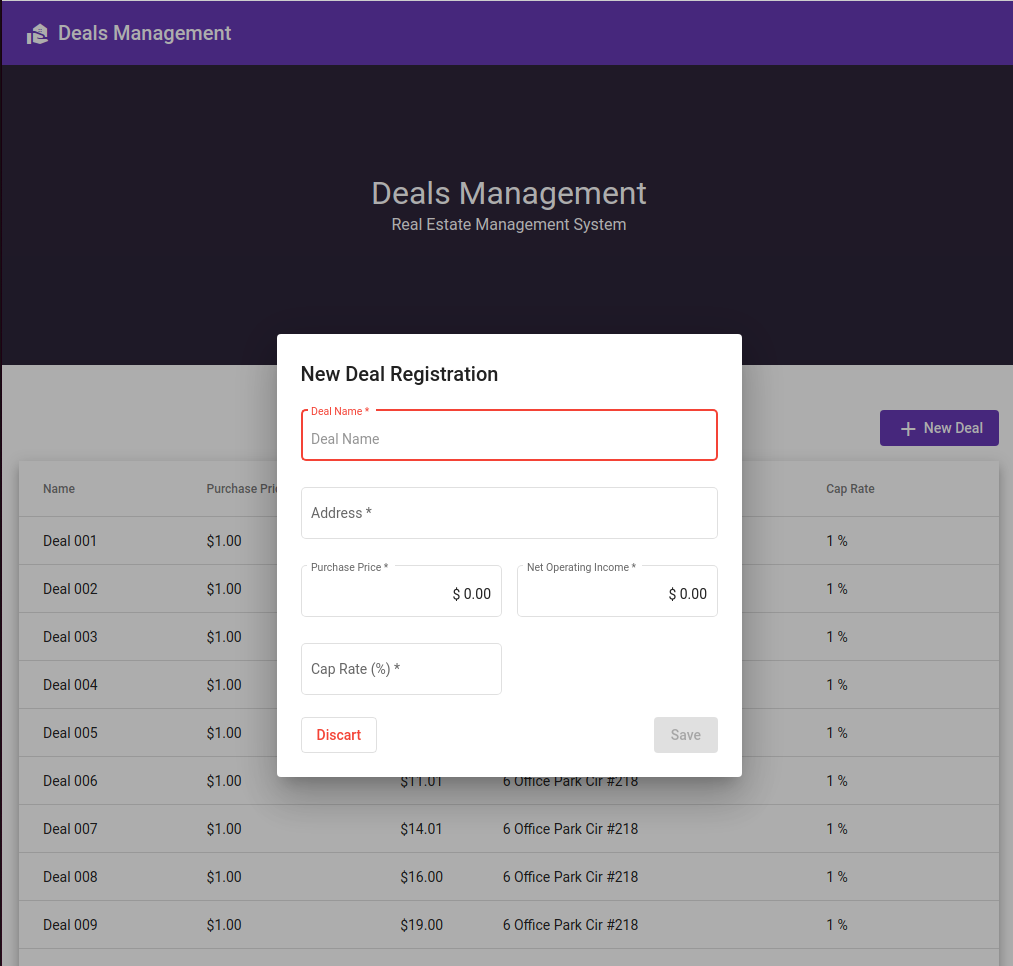 Deals Management
Deals Management
Real Estate Management System
New Deal Registration
Deal Name *
Deal Name
Address *
Purchase Price * Net Operating Income *
$ 0.00 $ 0.00
Cap Rate (%) *
Discart Save
New Deal
Name Purchase Cap Rate
Deal 001 $1.00 1 %
Deal 002 $1.00 1 %
Deal 003 $1.00 1 %
Deal 004 $1.00 1 %
Deal 005 $1.00 1 %
Deal 006 $1.00 $11.01 6 Office Park Cir #218 1 %
Deal 007 $1.00 $14.01 6 Office Park Cir #218 1 %
Deal 008 $1.00 $16.00 6 Office Park Cir #218 1 %
Deal 009 $1.00 $19.00 6 Office Park Cir #218 1 %